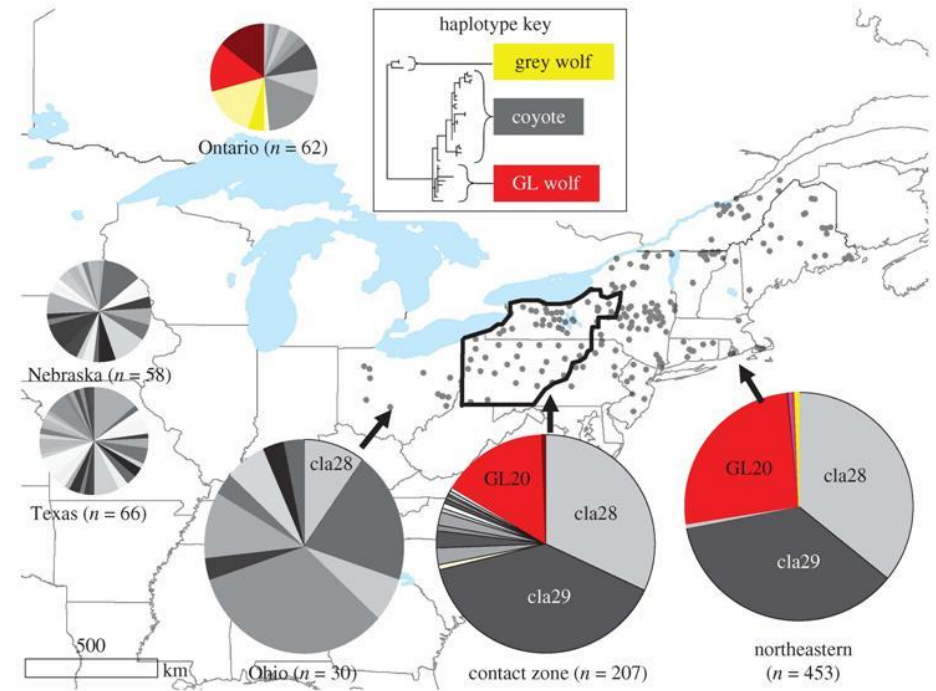 haplotype key
grey wolf
coyote
GL wolf
Ontario (n = 62)
Nebraska (n = 58)
Texas (n = 66)
cla28
GL20
cla28
cla29
GL20
cla28
cla29
500
km
Ohio (n = 30)
contact zone (n = 207)
northeastern
(n = 453)